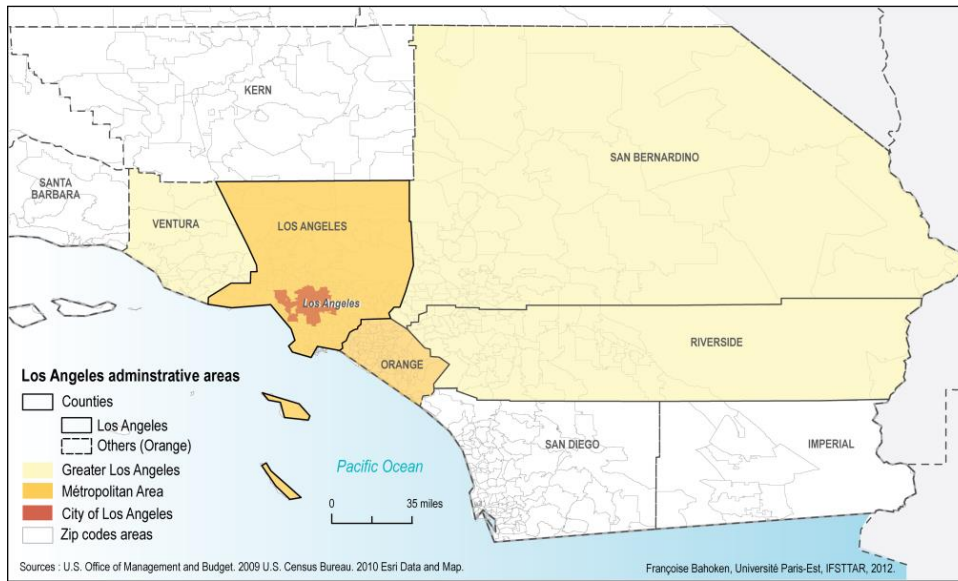 KERN
SAN BERNARDINO
SANTA
BARBARA
VENTURA
LOS ANGELES
Los Angeles
RIVERSIDE
ORANGE
Los Angeles adminstrative areas
Counties
Los Angeles
Others (Orange)
Greater Los Angeles
Métropolitan Area
City of Los Angeles
Zip codes areas
SAN DIEGO
IMPERIAL
Pacific Ocean
0 35 miles
Sources : U.S. Office of Management and Budget. 2009 U.S. Census Bureau. 2010 Esri Data and Map.
Françoise Bahoken, Université Paris-Est, IFSTTAR, 2012.